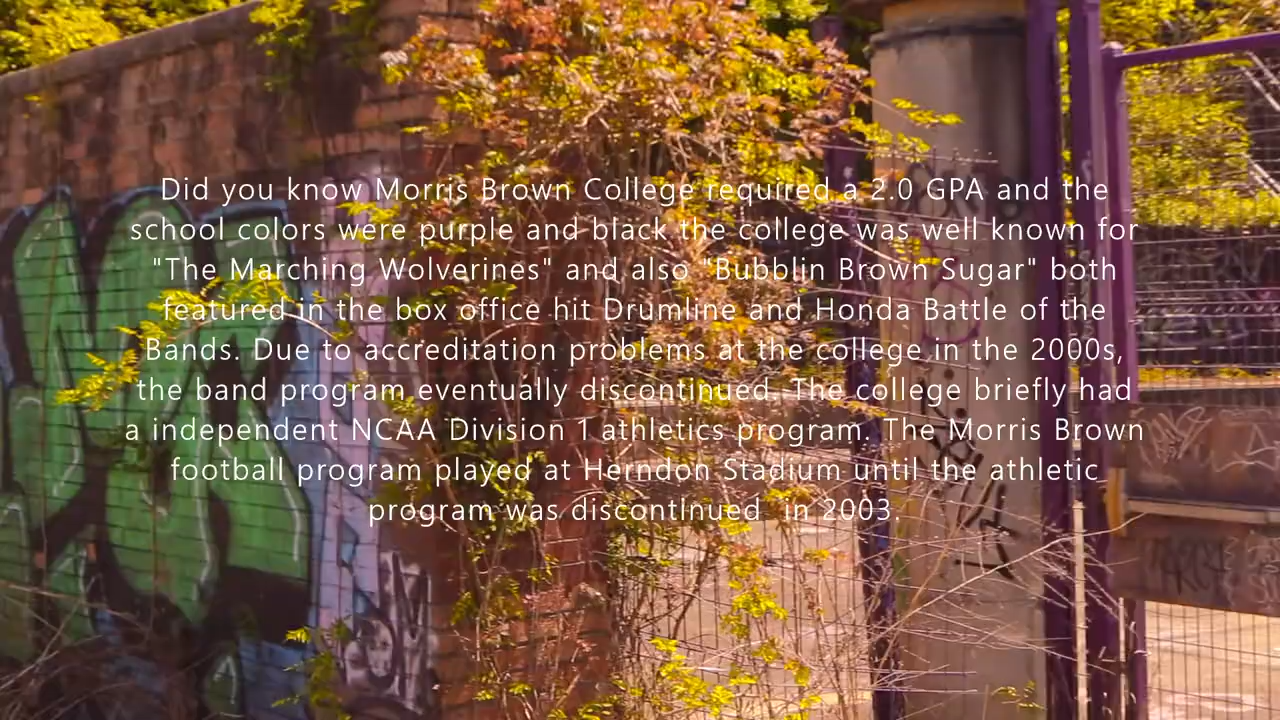 Did you know Morris Brown College required a 2.0 GPA and the
school colors were purple and black the college was well known for
"The Marching Wolverines" and also "Bubblin Brown Sugar" both
featured in the box office hit Drumline and Honda Battle of the
Bands. Due to accreditation problems at the college in the 2000s,
the band program eventually discontinued. The college briefly had
a independent NCAA Division 1 athletics program. The Morris Brown
football program played at Herndon Stadium until the athletic
program was discontInued  in 2003.